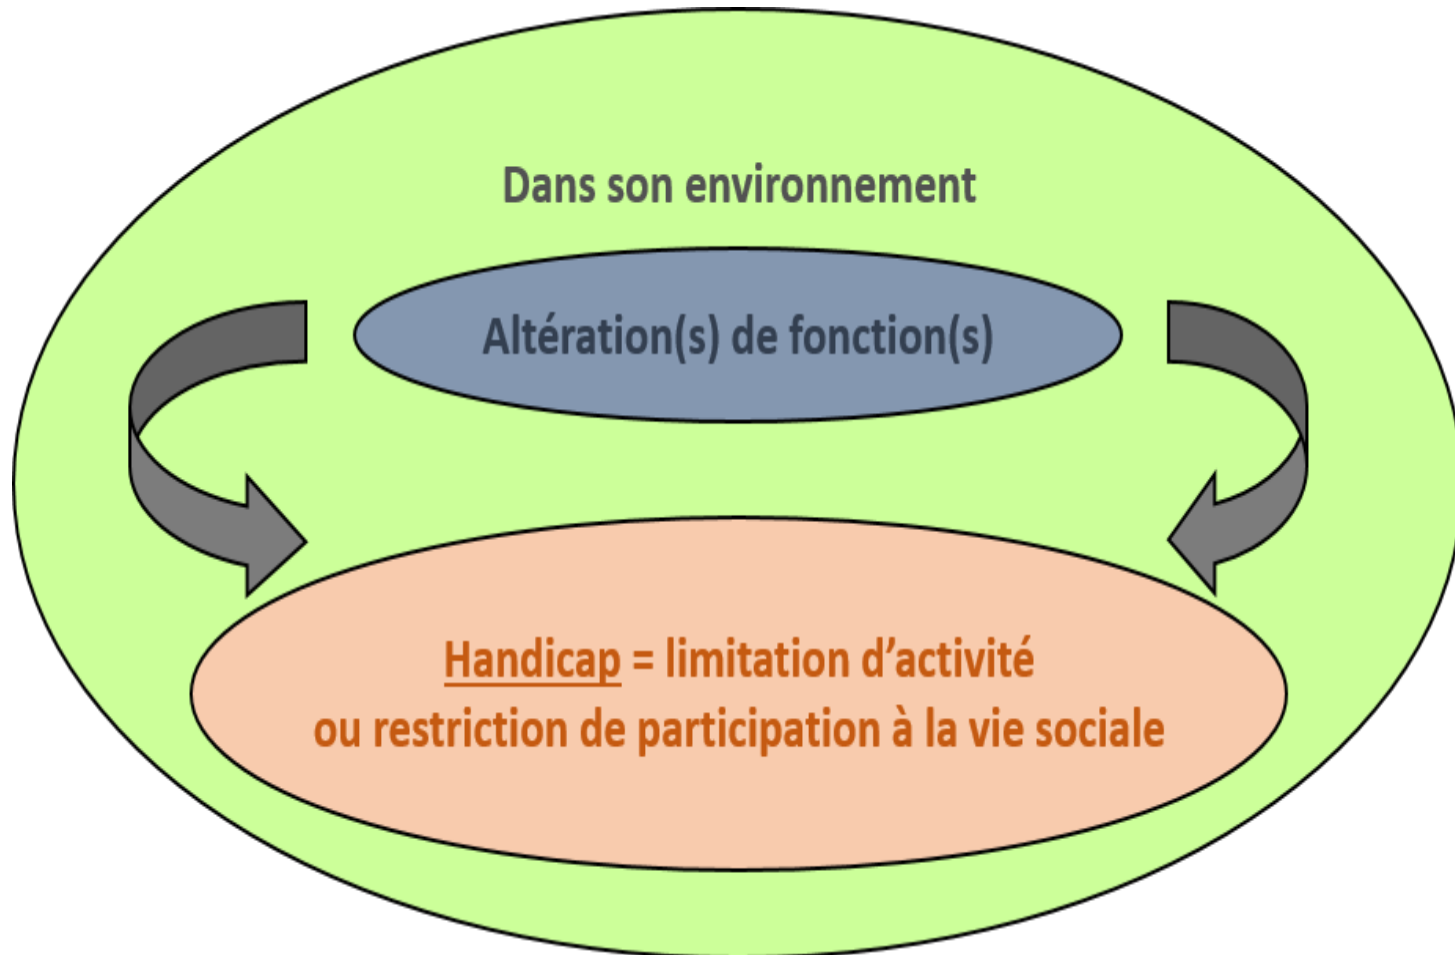 Dans son environnement
Altération(s) de fonction(s)
Handicap = limitation d’activité
ou restriction de participation à la vie sociale